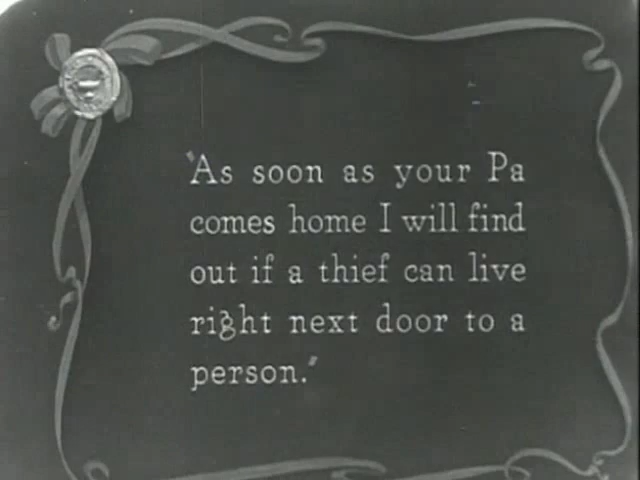 "As soon as your Pa
comes home I will find
out if a thief can live
right next door to a
person."